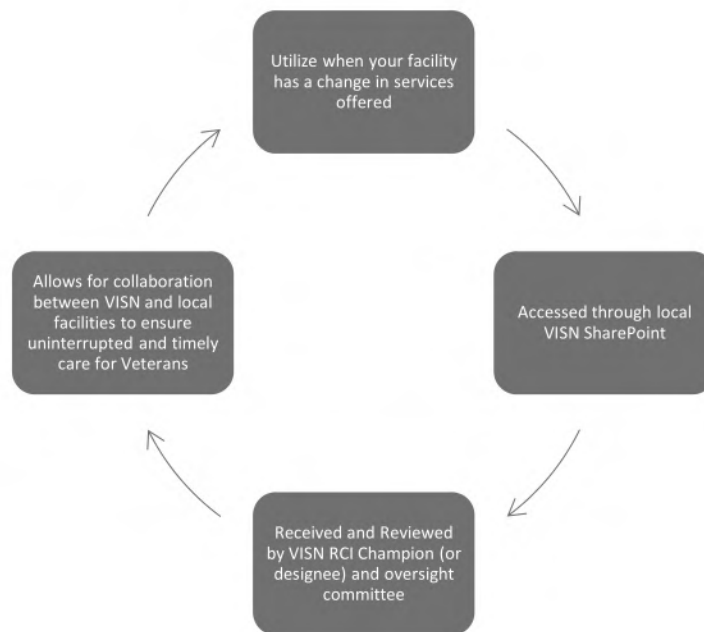 Utilize when your facility
has a change in services
offered
Accessed through local
VISN SharePoint
Received and Reviewed
by VISN RCI Champion (or
designee) and oversight
committee
Allows for collaboration
between VISN and local
facilities to ensure
uninterrupted and timely
care for Veterans